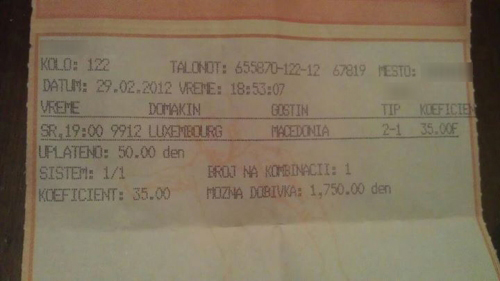 KOLO: 122 TALONOT: 655870-122-12 67819 MESTO:
DATUM: 29.02.2012 VREME: 18:53:07
VREME DOMAKIN GOSTIN TIP KOEFICIEN
SR.19:00 9912 LUXEMBOURG MACEDONIA 2-1 35.00F
UPLATENO: 50.00 den
SISTEM: 1/1 BROJ NA KOMBINACII: 1
KOEFICIENT: 35.00 MOZNA DOBIVKA: 1,750.00 den